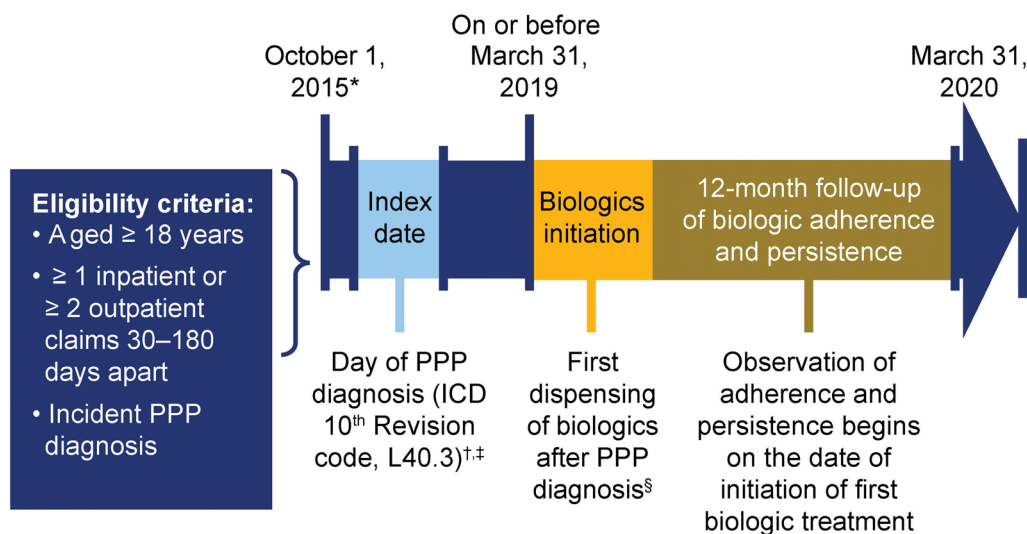 October 1,
2015*
On or before
March 31,
2019
March 31,
2020
Eligibility criteria:
• Aged ≥ 18 years
• ≥ 1 inpatient or
≥ 2 outpatient
claims 30–180
days apart
• Incident PPP
diagnosis
Index
date
Biologics
initiation
12-month follow-up
of biologic adherence
and persistence
Day of PPP
diagnosis (ICD
10th Revision
code, L40.3)†,‡
First
dispensing
of biologics
after PPP
diagnosis§
Observation of
adherence and
persistence begins
on the date of
initiation of first
biologic treatment